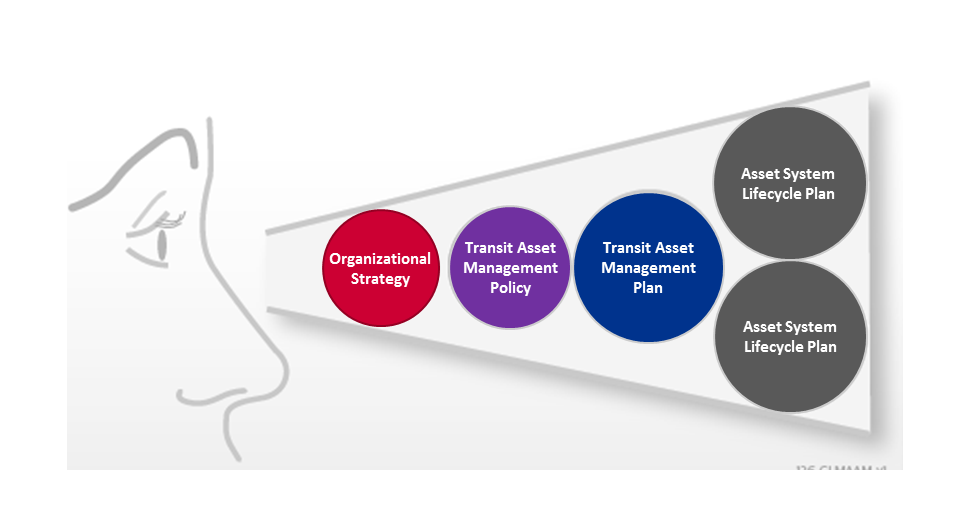 Organizational
Strategy
Transit Asset
Management
Policy
Transit Asset
Management
Plan
Asset System
Lifecycle Plan
Asset System
Lifecycle Plan